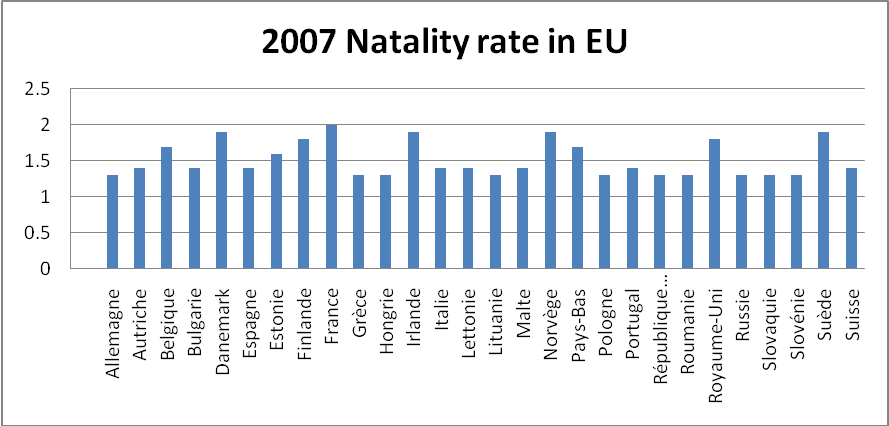 2007 Natality rate in EU
2.5
2
1.5
1
0.5
0
Allemagne
Autriche
Belgique
Bulgarie
Danemark
Espagne
Estonie
Finlande
France
Grèce
Hongrie
Irlande
Italie
Lettonie
Lituanie
Malte
Norvège
Pays-Bas
Pologne
Portugal
République...
Roumanie
Royaume-Uni
Russie
Slovaquie
Slovénie
Suède
Suisse